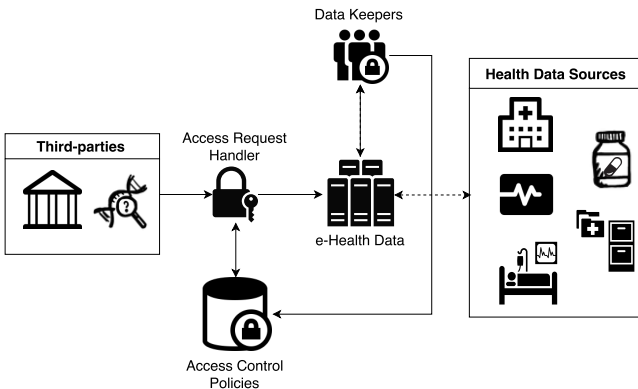 Data Keepers
Health Data Sources
Third-parties
?
Access Request
Handler
e-Health Data
Access Control
Policies